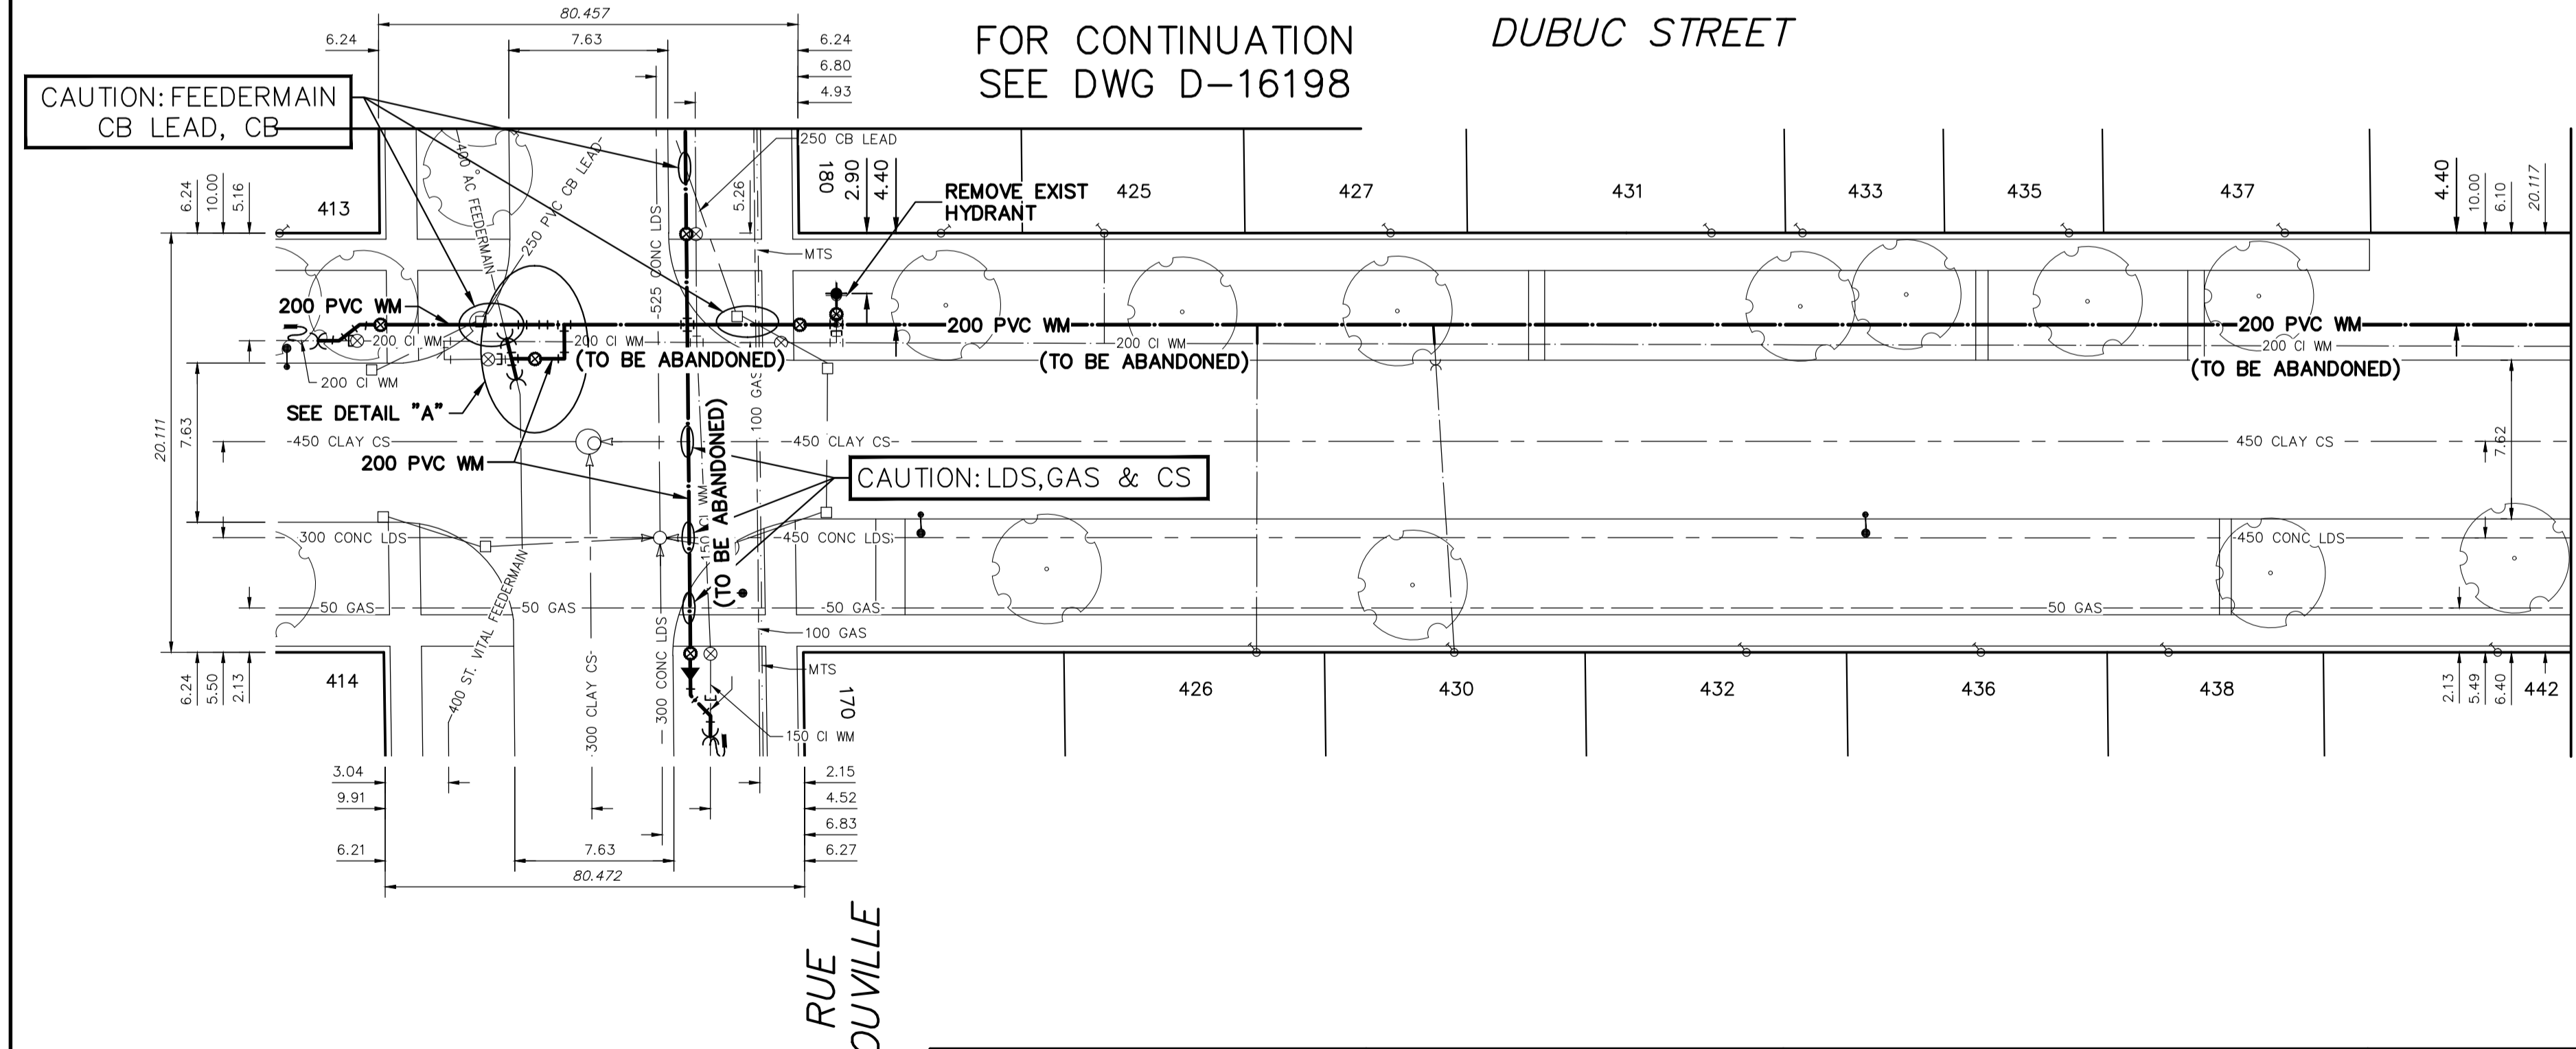 80.457
6.24
7.63
6.24
6.80
4.93
FOR CONTINUATION
SEE DWG D-16198
DUBUC STREET
CAUTION: FEEDERMAIN
CB LEAD, CB
250 CB LEAD
6.24
10.00
5.16
413
400 AC FEEDERMAIN
250 PVC CB LEAD
525 CONC LDS
5.26
180
2.90
4.40
REMOVE EXIST
HYDRANT
425
427
431
433
435
437
4.40
10.00
6.10
20.117
MTS
200 PVC WM
200 PVC WM
200 PVC WM
200 CI WM
200 CI WM
200 CI WM
200 CI WM
(TO BE ABANDONED)
(TO BE ABANDONED)
(TO BE ABANDONED)
200 CI WM
100 GAS
SEE DETAIL "A"
20.111
7.63
450 CLAY CS
450 CLAY CS
450 CLAY CS
7.62
200 PVC WM
CAUTION: LDS, GAS & CS
150 CI WM
(TO BE ABANDONED)
300 CONC LDS
450 CONC LDS
450 CONC LDS
400 ST. VITAL FEEDERMAIN
50 GAS
50 GAS
50 GAS
50 GAS
100 GAS
MTS
6.24
5.50
2.13
414
300 CLAY CS
300 CONC LDS
170
150 CI WM
426
430
432
436
438
2.13
5.49
6.40
442
3.04
9.91
6.21
7.63
2.15
4.52
6.83
6.27
80.472
RUE
OUVILLE